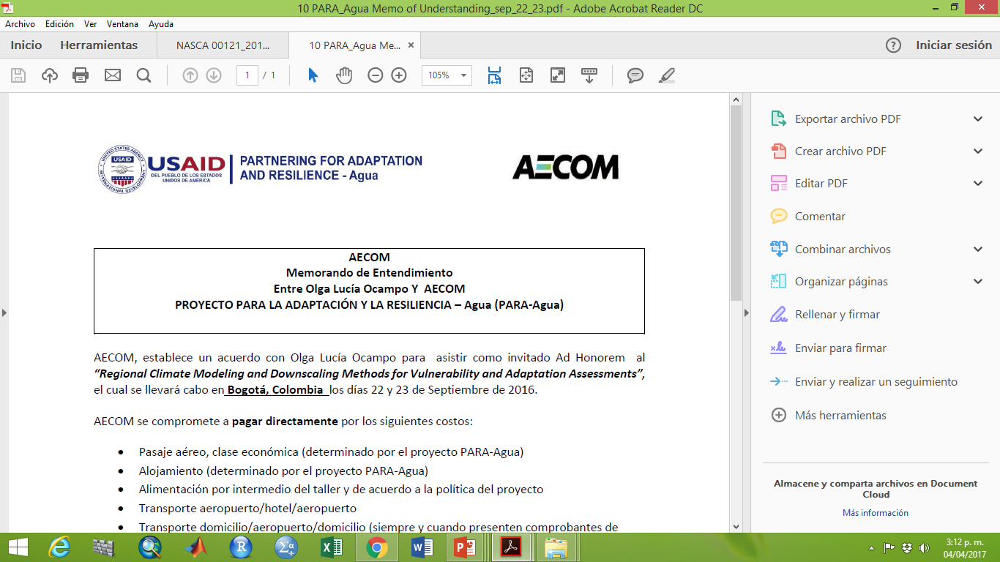 10 PARA_Agua Memo of Understanding_sep_22_23.pdf - Adobe Acrobat Reader DC
Archivo Edición Ver Ventana Ayuda
Inicio Herramientas NASCA 00121_201... 10 PARA_Agua Me... × Iniciar sesión
1 / 1 105%
USAID
DEL PUEBLO DE LOS ESTADOS
UNIDOS DE AMÉRICA
UNITED STATES AGENCY
INTERNATIONAL DEVELOPMENT
USAID
PARTNERING FOR ADAPTATION
AND RESILIENCE - Agua
AECOM
AECOM
Memorando de Entendimiento
Entre Olga Lucía Ocampo Y AECOM
PROYECTO PARA LA ADAPTACIÓN Y LA RESILIENCIA – Agua (PARA-Agua)
AECOM, establece un acuerdo con Olga Lucía Ocampo para asistir como invitado Ad Honorem al
“Regional Climate Modeling and Downscaling Methods for Vulnerability and Adaptation Assessments”,
el cual se llevará cabo en Bogotá, Colombia los días 22 y 23 de Septiembre de 2016.
AECOM se compromete a pagar directamente por los siguientes costos:
• Pasaje aéreo, clase económica (determinado por el proyecto PARA-Agua)
• Alojamiento (determinado por el proyecto PARA-Agua)
• Alimentación por intermedio del taller y de acuerdo a la política del proyecto
• Transporte aeropuerto/hotel/aeropuerto
• Transporte domicilio/aeropuerto/domicilio (siempre y cuando presenten comprobantes de
Exportar archivo PDF
Crear archivo PDF
Editar PDF
Comentar
Combinar archivos
Organizar páginas
Rellenar y firmar
Enviar para firmar
Enviar y realizar un seguimiento
Más herramientas
Almacene y comparta archivos en Document
Cloud
Más información
3:12 p. m.
04/04/2017